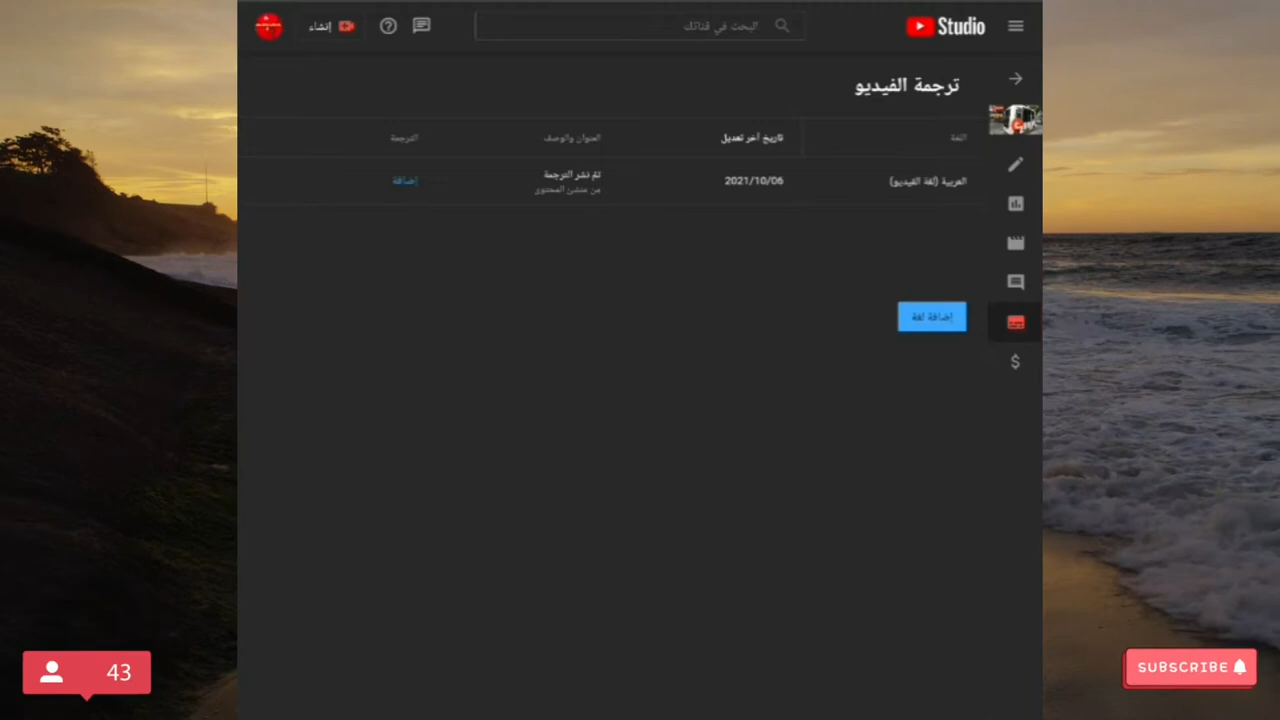 Studio
البحث في قناتك
إنشاء
ترجمة الفيديو
اللغة
تاريخ آخر تعديل
العنوان والوصف
الترجمة
العربية (لغة الفيديو)
2021/10/06
تمّ نشر الترجمة
من منشئ المحتوى
إضافة
إضافة لغة
$
43
SUBSCRIBE